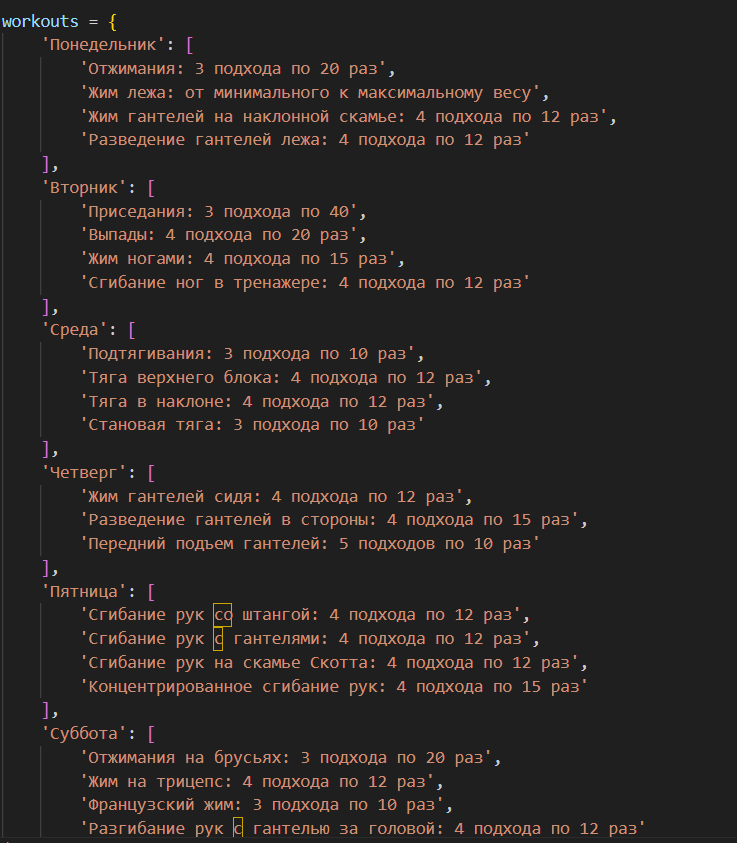 workouts = {
'Понедельник': [
'Отжимания: 3 подхода по 20 раз',
'Жим лежа: от минимального к максимальному весу',
'Жим гантелей на наклонной скамье: 4 подхода по 12 раз',
'Разведение гантелей лежа: 4 подхода по 12 раз'
],
'Вторник': [
'Приседания: 3 подхода по 40',
'Выпады: 4 подхода по 20 раз',
'Жим ногами: 4 подхода по 15 раз',
'Сгибание ног в тренажере: 4 подхода по 12 раз'
],
'Среда': [
'Подтягивания: 3 подхода по 10 раз',
'Тяга верхнего блока: 4 подхода по 12 раз',
'Тяга в наклоне: 4 подхода по 12 раз',
'Становая тяга: 3 подхода по 10 раз'
],
'Четверг': [
'Жим гантелей сидя: 4 подхода по 12 раз',
'Разведение гантелей в стороны: 4 подхода по 15 раз',
'Передний подъем гантелей: 5 подходов по 10 раз'
],
'Пятница': [
'Сгибание рук со штангой: 4 подхода по 12 раз',
'Сгибание рук с гантелями: 4 подхода по 12 раз',
'Сгибание рук на скамье Скотта: 4 подхода по 12 раз',
'Концентрированное сгибание рук: 4 подхода по 15 раз'
],
'Суббота': [
'Отжимания на брусьях: 3 подхода по 20 раз',
'Жим на трицепс: 4 подхода по 12 раз',
'Французский жим: 3 подхода по 10 раз',
'Разгибание рук с гантелью за головой: 4 подхода по 12 раз'